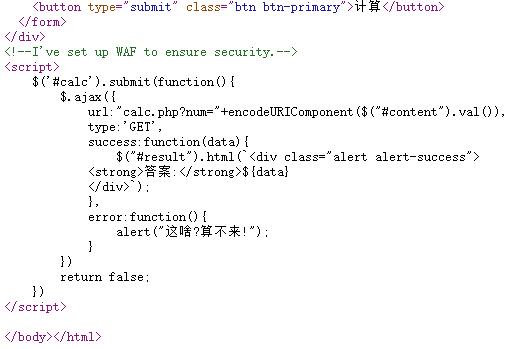 <button type="submit" class="btn btn-primary">计算</button>
</form>
</div>
<!--I've set up WAF to ensure security.-->
<script>
$('#calc').submit(function(){
$.ajax({
url:"calc.php?num="+encodeURIComponent($("#content").val()),
type:'GET',
success:function(data){
$("#result").html(`<div class="alert alert-success">
<strong>答案:</strong>${data}
</div>`);
},
error:function(){
alert("这啥?算不来!");
}
})
return false;
})
</script>
</body></html>